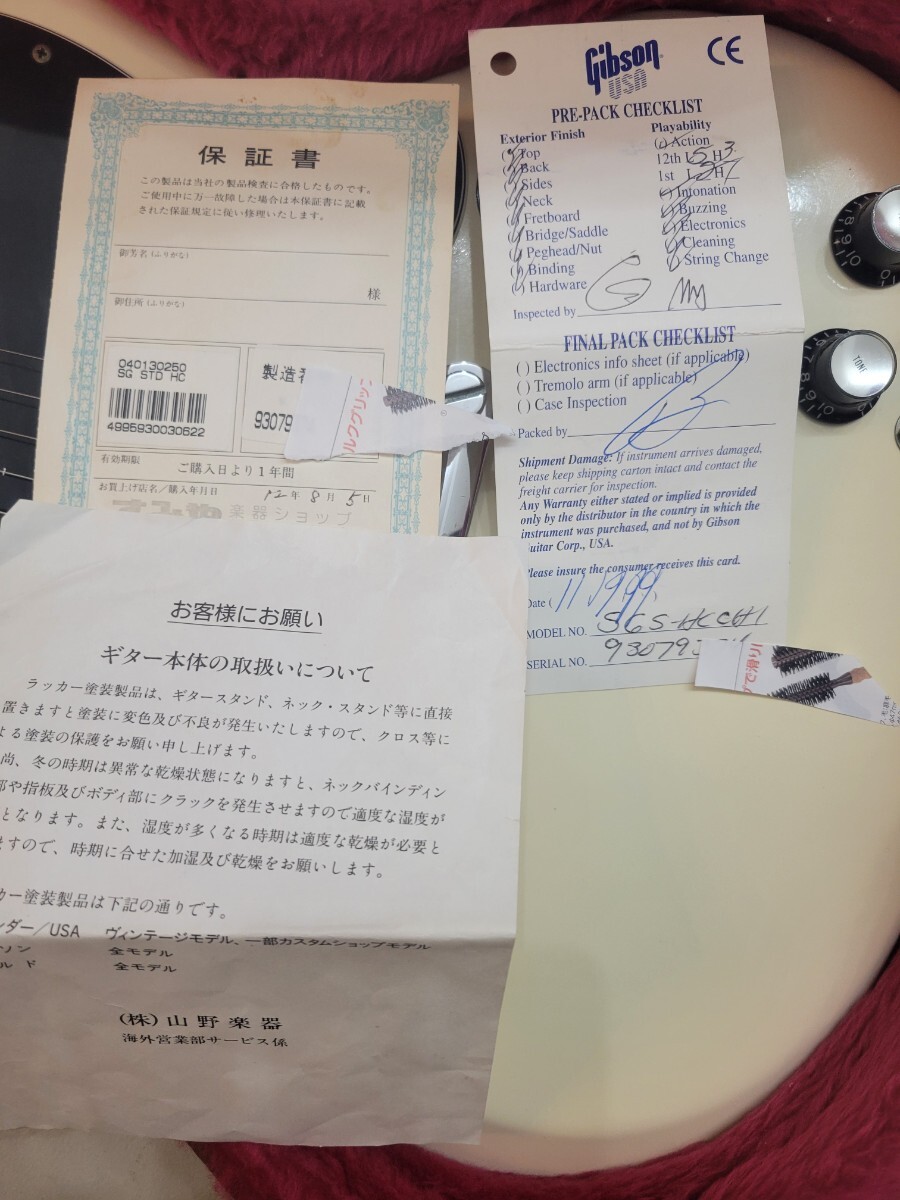 保証書
この製品は当社の製品検査に合格したものです。
ご使用中に万一故障した場合は本保証書に記載
された保証規定に従い修理いたします。
御芳名(ふりがな)
様
御住所(ふりがな)
040130250
SG STD HC
4995930030522
製造番
93079
有効期限 ご購入日より1年間
お買上げ店名/購入年月日 12年8月5日
すみや楽器ショップ
Gibson
USA
CE
PRE-PACK CHECKLIST
Exterior Finish
Top
Back
Sides
Neck
Fretboard
Bridge/Saddle
Peghead/Nut
Binding
Hardware
Playability
Action
12th L5 H3
1st
Intonation
Buzzing
Electronics
Cleaning
String Change
Inspected by
FINAL PACK CHECKLIST
( ) Electronics info sheet (if applicable)
( ) Tremolo arm (if applicable)
( ) Case Inspection
Packed by
Shipment Damage: If instrument arrives damaged,
please keep shipping carton intact and contact the
freight carrier for inspection.
Any Warranty either stated or implied is provided
only by the distributor in the country in which the
instrument was purchased, and not by Gibson
Guitar Corp., USA.
Please insure the consumer receives this card.
Date (
MODEL NO. SGS-HCCH1
SERIAL NO. 93079
お客様にお願い
ギター本体の取扱いについて
ラッカー塗装製品は、ギタースタンド、ネック・スタンド等に直接
置きますと塗装に変色及び不良が発生いたしますので、クロス等に
よる塗装の保護をお願い申し上げます。
尚、冬の時期は異常な乾燥状態になりますと、ネックバインディン
部や指板及びボディ部にクラックを発生させますので適度な湿度が
となります。また、湿度が多くなる時期は適度な乾燥が必要と
ますので、時期に合せた加湿及び乾燥をお願いします。
カー塗装製品は下記の通りです。
ンダー/USA ヴィンテージモデル、一部カスタムショップモデル
ソン 全モデル
ルド 全モデル
(株)山野楽器
海外営業部サービス係
TONE